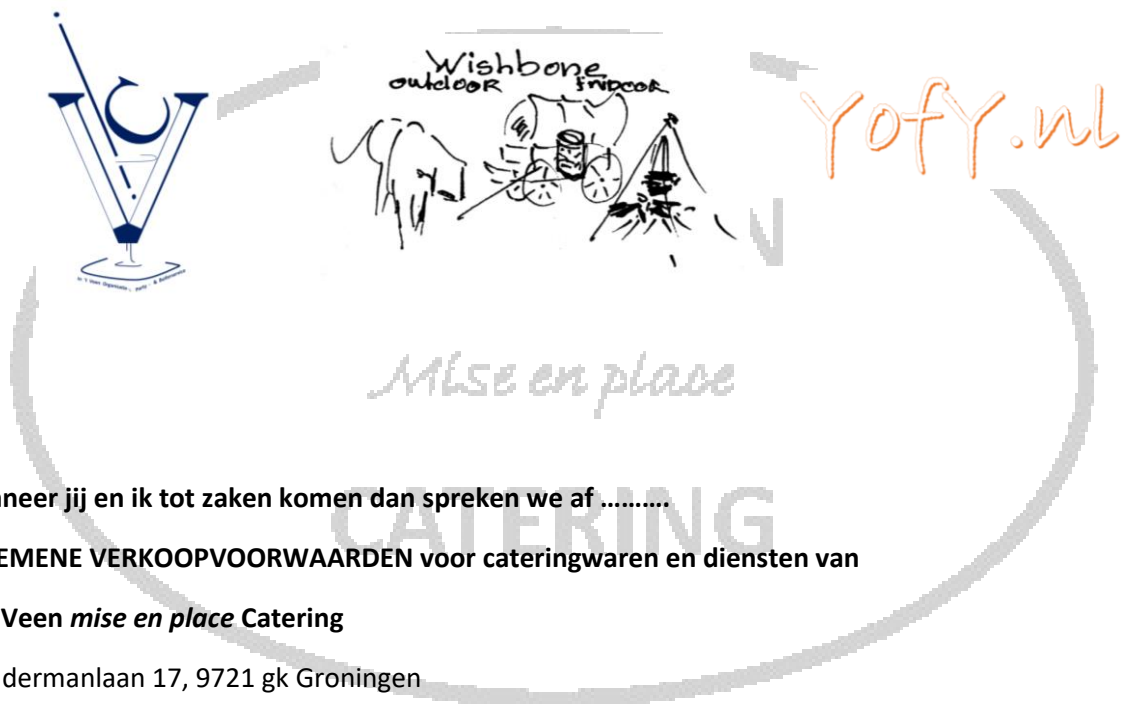 Wishbone
outdoor indoor
YofY.nl
N
Mise en place
CATERING
nneer jij en ik tot zaken komen dan spreken we af ……….
EMENE VERKOOPVOORWAARDEN voor cateringwaren en diensten van
Veen mise en place Catering
dermanlaan 17, 9721 gk Groningen